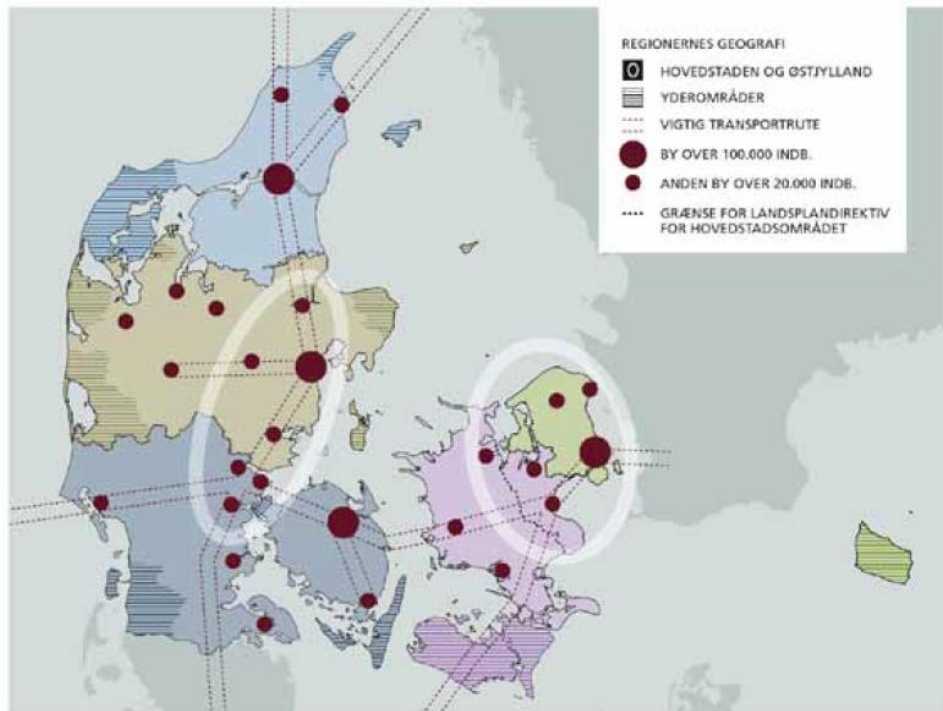 REGIONERNES GEOGRAFI
HOVEDSTADEN OG ØSTJYLLAND
YDEROMRÅDER
VIGTIG TRANSPORTRUTE
BY OVER 100.000 INDB.
ANDEN BY OVER 20.000 INDB.
GRÆNSE FOR LANDSPLANDIREKTIV
FOR HOVEDSTADSOMRÅDET